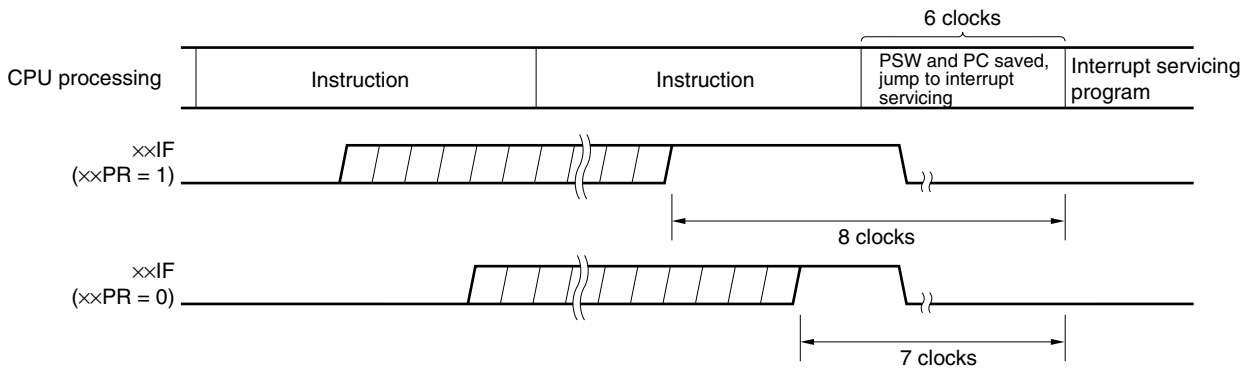 6 clocks
CPU processing
Instruction
Instruction
PSW and PC saved,
jump to interrupt
servicing
Interrupt servicing
program
××IF
(××PR = 1)
8 clocks
××IF
(××PR = 0)
7 clocks